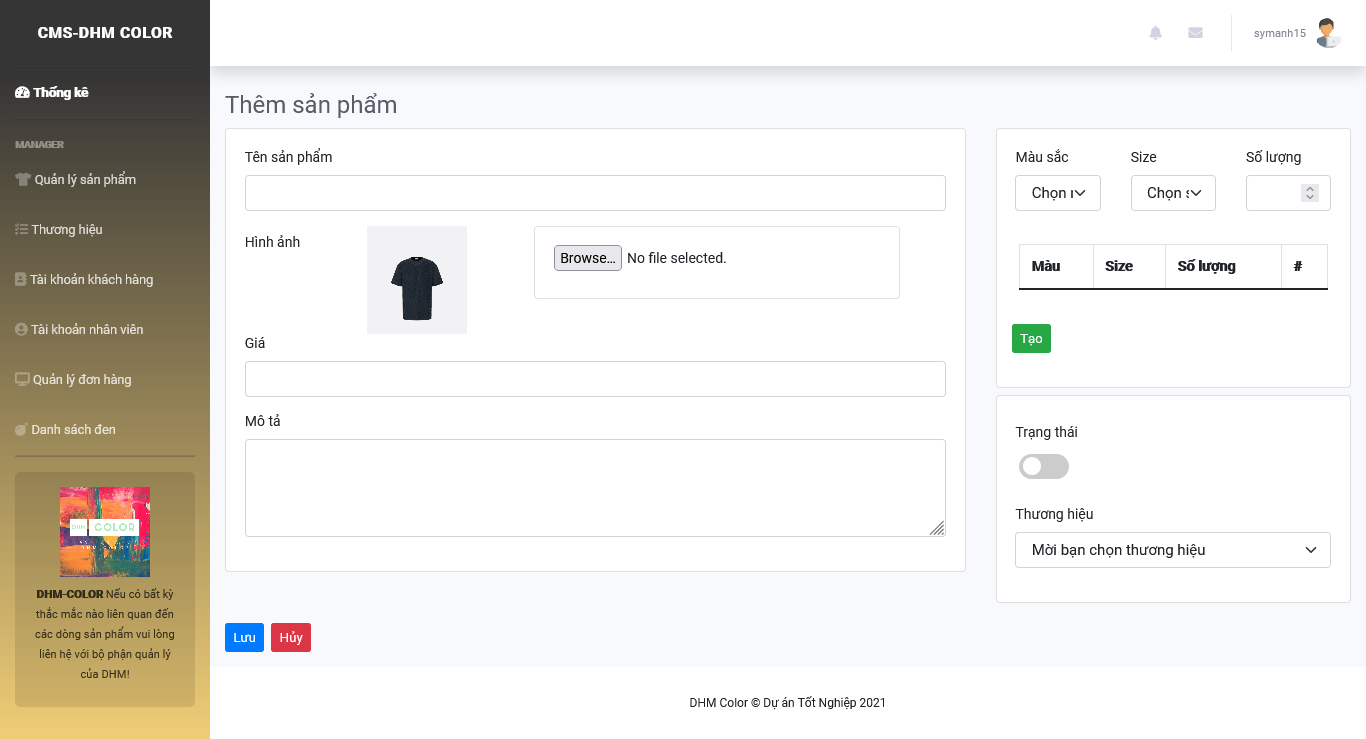 CMS-DHM COLOR
Thống kê
MANAGER
Quản lý sản phẩm
Thương hiệu
Tài khoản khách hàng
Tài khoản nhân viên
Quản lý đơn hàng
Danh sách đen
COLOR
DHM-COLOR Nếu có bất kỳ
thắc mắc nào liên quan đến
các dòng sản phẩm vui lòng
liên hệ với bộ phận quản lý
của DHM!
symanh15
Thêm sản phẩm
Tên sản phẩm
Hình ảnh
Browse... No file selected.
Giá
Mô tả
Màu sắc Size Số lượng
Chọn Chọn
Màu Size Số lượng #
Tạo
Trạng thái
Thương hiệu
Mời bạn chọn thương hiệu
Lưu Hủy
DHM Color © Dự án Tốt Nghiệp 2021